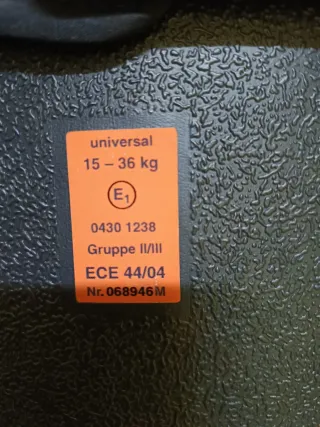 universal
15 – 36 kg
E1
0430 1238
Gruppe II/III
ECE 44/04
Nr. 068946M